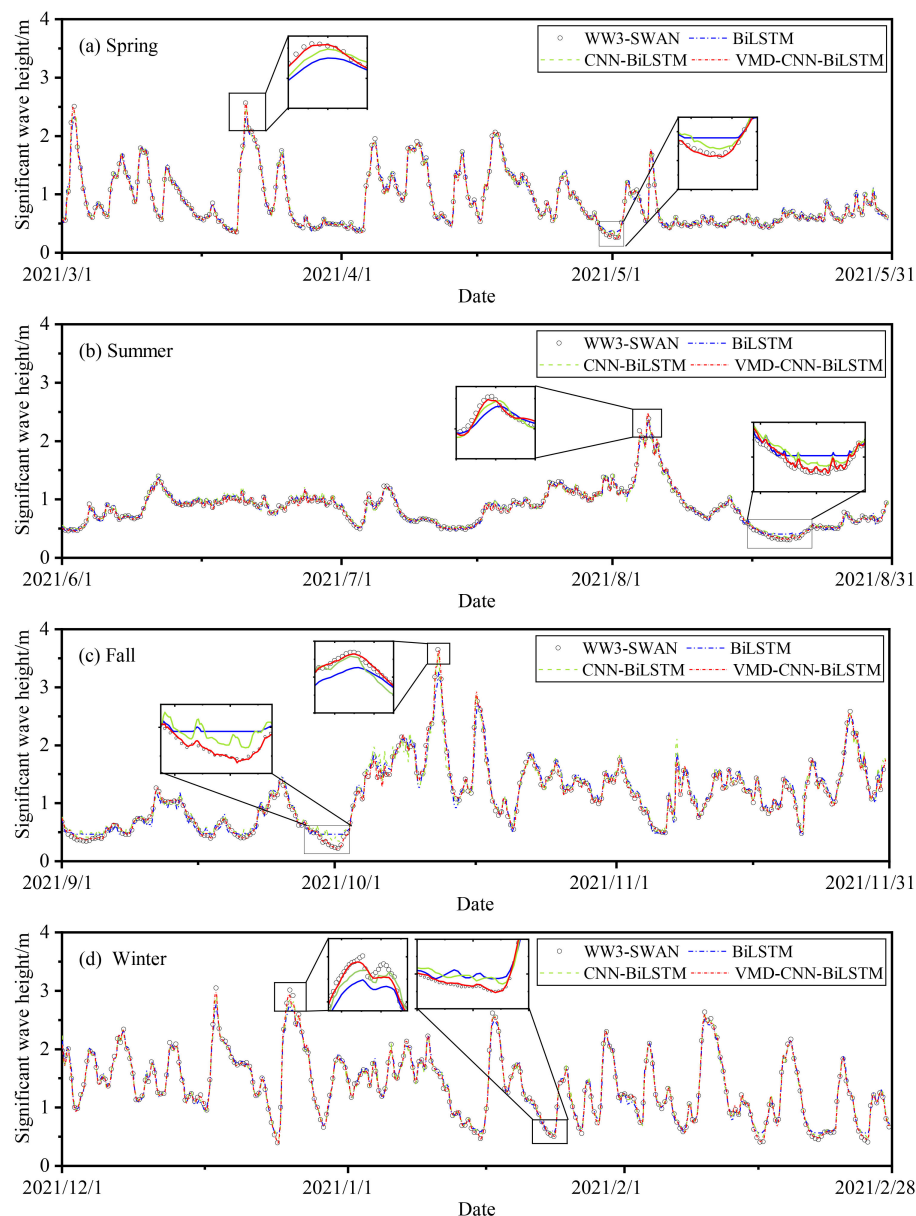 4
(a) Spring
WW3-SWAN
BiLSTM
CNN-BiLSTM
VMD-CNN-BiLSTM
3
2
1
0
Significant wave height/m
2021/3/1
2021/4/1
2021/5/1
2021/5/31
Date
4
(b) Summer
WW3-SWAN
BiLSTM
CNN-BiLSTM
VMD-CNN-BiLSTM
3
2
1
0
Significant wave height/m
2021/6/1
2021/7/1
2021/8/1
2021/8/31
Date
4
(c) Fall
WW3-SWAN
BiLSTM
CNN-BiLSTM
VMD-CNN-BiLSTM
3
2
1
0
Significant wave height/m
2021/9/1
2021/10/1
2021/11/1
2021/11/31
Date
4
(d) Winter
WW3-SWAN
BiLSTM
CNN-BiLSTM
VMD-CNN-BiLSTM
3
2
1
0
Significant wave height/m
2021/12/1
2021/1/1
2021/2/1
2021/2/28
Date